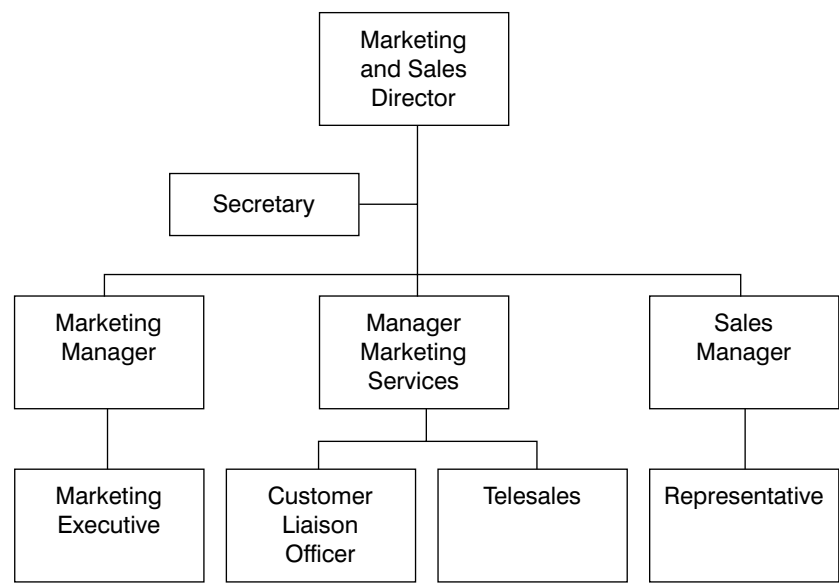 Marketing
and Sales
Director
Secretary
Marketing
Manager
Manager
Marketing
Services
Sales
Manager
Marketing
Executive
Customer
Liaison
Officer
Telesales
Representative